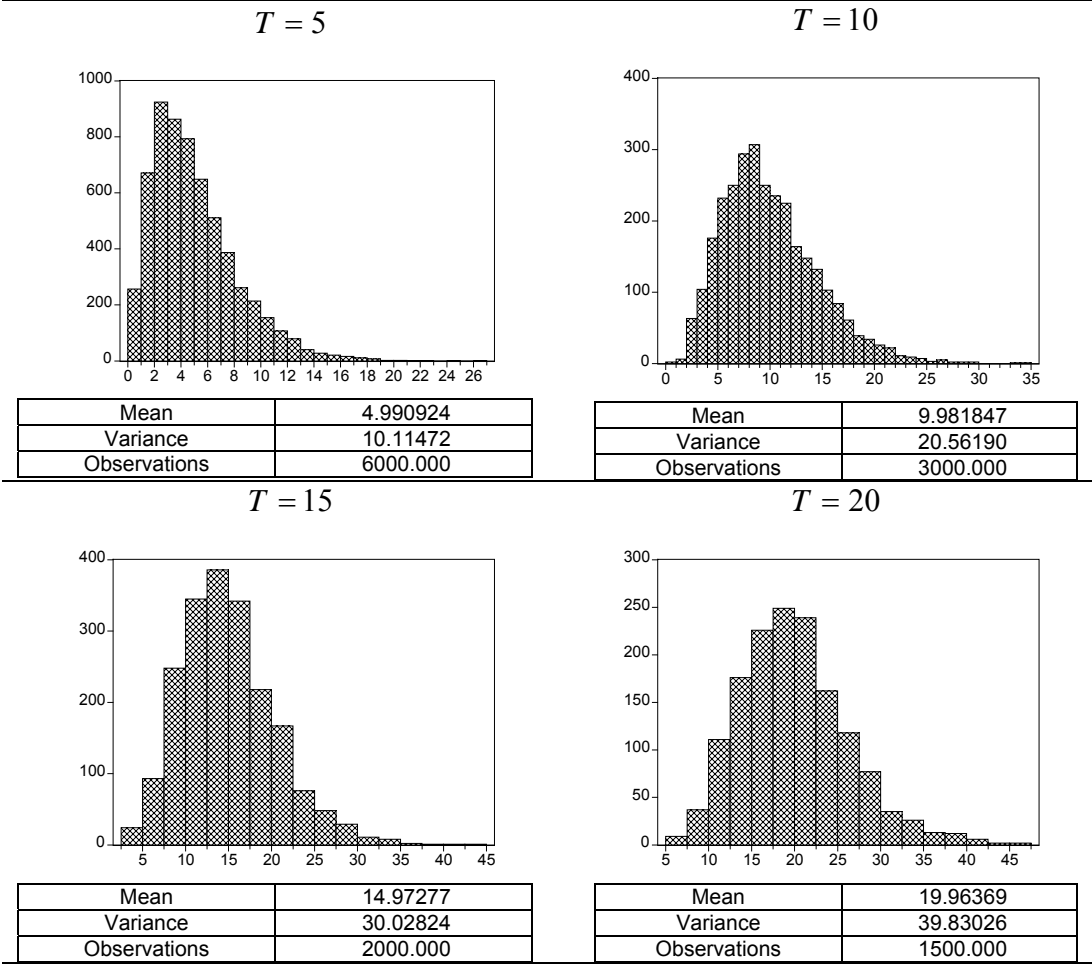 T = 5
T = 10
1000
800
600
400
200
0
0 2 4 6 8 10 12 14 16 18 20 22 24 26
400
300
200
100
0
0 5 10 15 20 25 30 35
Mean 4.990924
Variance 10.11472
Observations 6000.000
Mean 9.981847
Variance 20.56190
Observations 3000.000
T = 15
T = 20
400
300
200
100
0
5 10 15 20 25 30 35 40 45
300
250
200
150
100
50
0
5 10 15 20 25 30 35 40 45
Mean 14.97277
Variance 30.02824
Observations 2000.000
Mean 19.96369
Variance 39.83026
Observations 1500.000